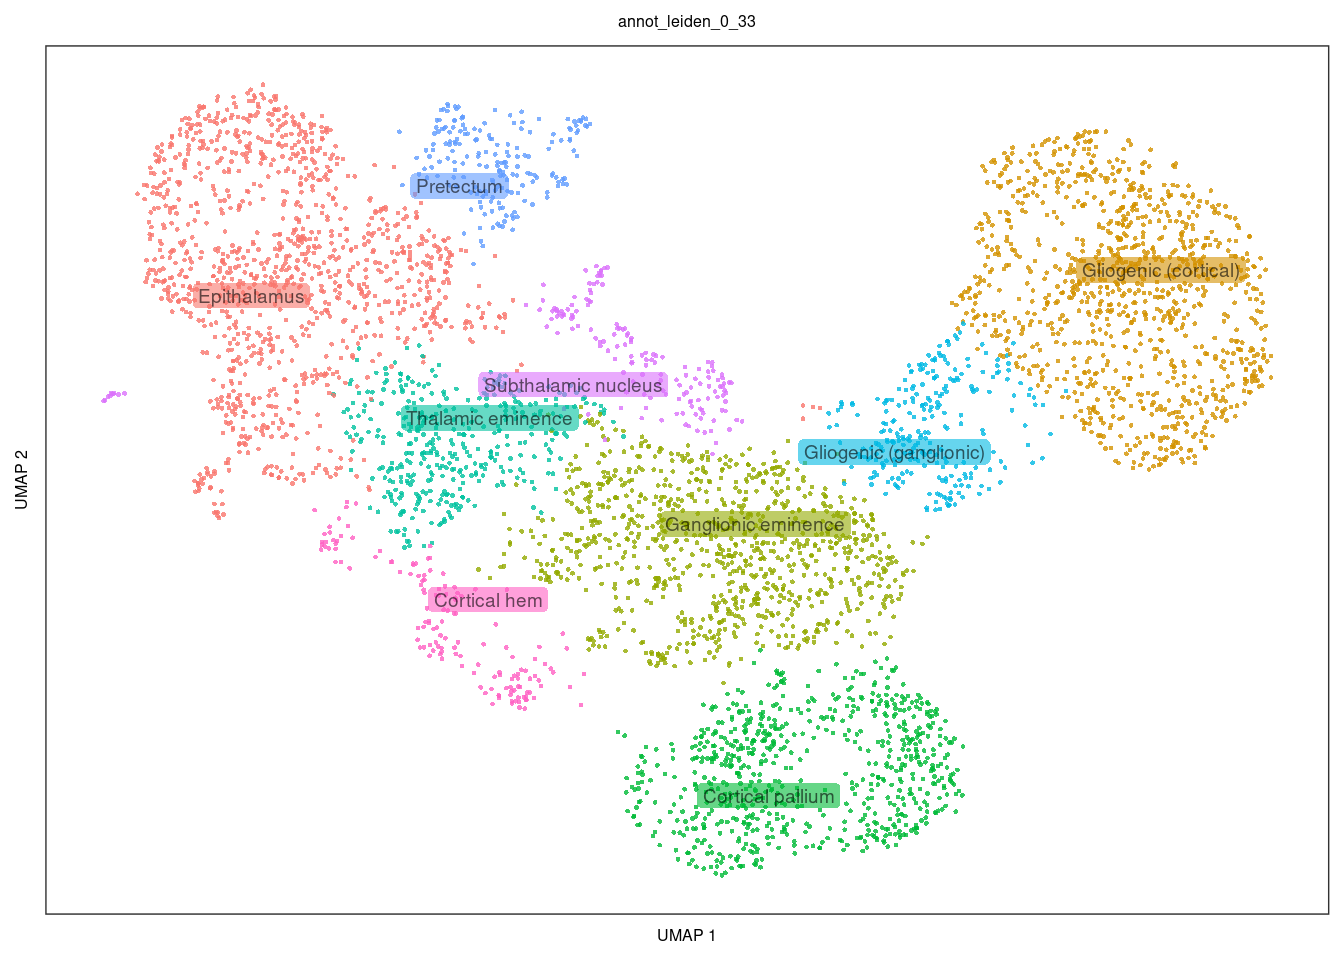 annot_leiden_0_33
Pretectum
Gliogenic (cortical)
Epithalamus
Subthalamic nucleus
Thalamic eminence
Gliogenic (ganglionic)
UMAP 2
Ganglionic eminence
Cortical hem
Cortical pallium
UMAP 1